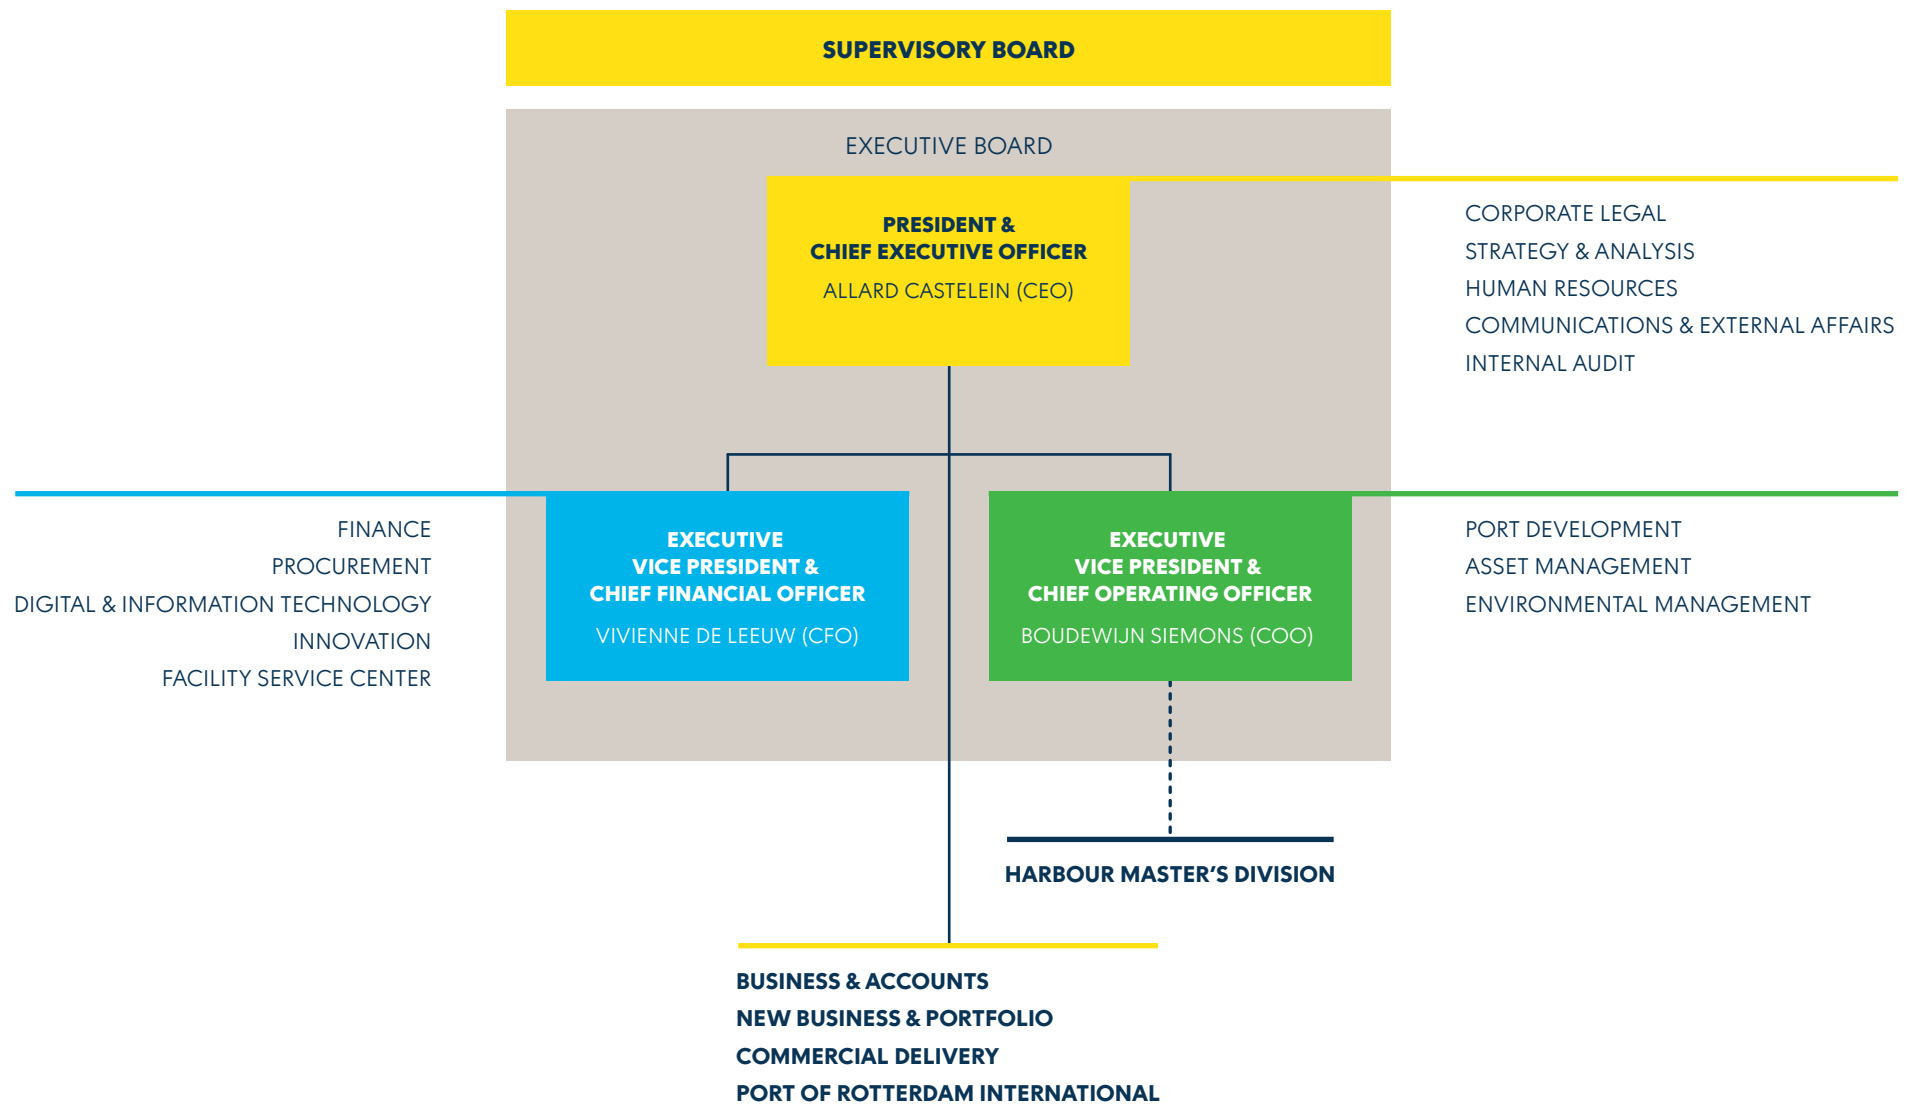 SUPERVISORY BOARD
EXECUTIVE BOARD
PRESIDENT &
CHIEF EXECUTIVE OFFICER
ALLARD CASTELEIN (CEO)
CORPORATE LEGAL
STRATEGY & ANALYSIS
HUMAN RESOURCES
COMMUNICATIONS & EXTERNAL AFFAIRS
INTERNAL AUDIT
FINANCE
PROCUREMENT
DIGITAL & INFORMATION TECHNOLOGY
INNOVATION
FACILITY SERVICE CENTER
EXECUTIVE
VICE PRESIDENT &
CHIEF FINANCIAL OFFICER
VIVIENNE DE LEEUW (CFO)
EXECUTIVE
VICE PRESIDENT &
CHIEF OPERATING OFFICER
BOUDEWIJN SIEMONS (COO)
PORT DEVELOPMENT
ASSET MANAGEMENT
ENVIRONMENTAL MANAGEMENT
HARBOUR MASTER’S DIVISION
BUSINESS & ACCOUNTS
NEW BUSINESS & PORTFOLIO
COMMERCIAL DELIVERY
PORT OF ROTTERDAM INTERNATIONAL